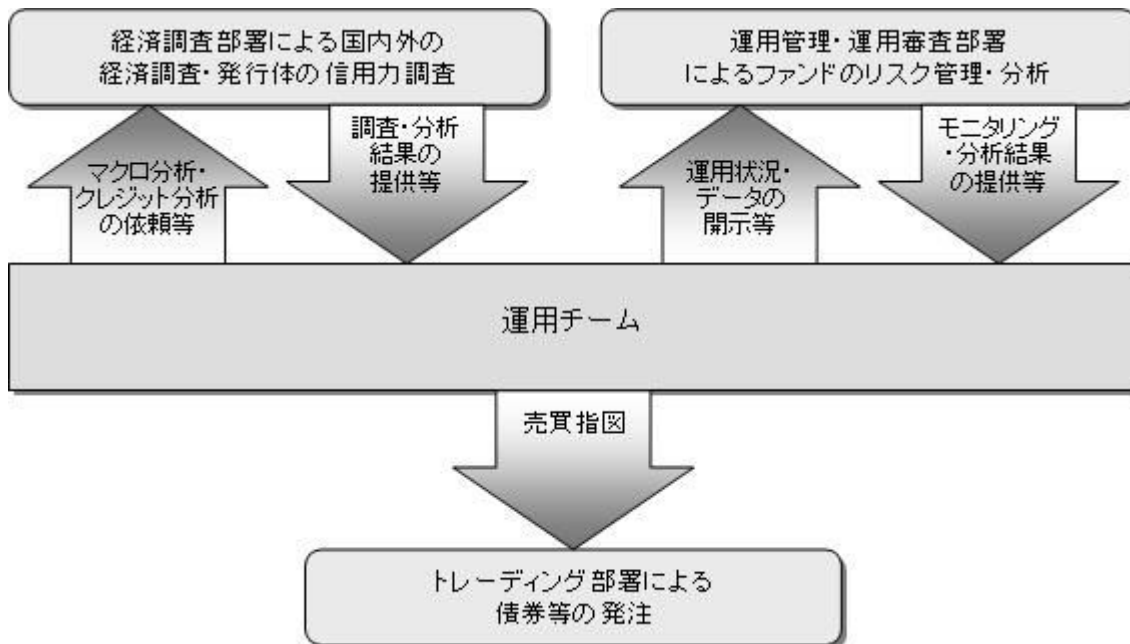 経済調査部署による国内外の
経済調査・発行体の信用力調査
運用管理・運用審査部署
によるファンドのリスク管理・分析
マクロ分析・
クレジット分析
の依頼等
調査・分析
結果の
提供等
運用状況・
データの
開示等
モニタリング
・分析結果
の提供等
運用チーム
売買指図
トレーディング部署による
債券等の発注